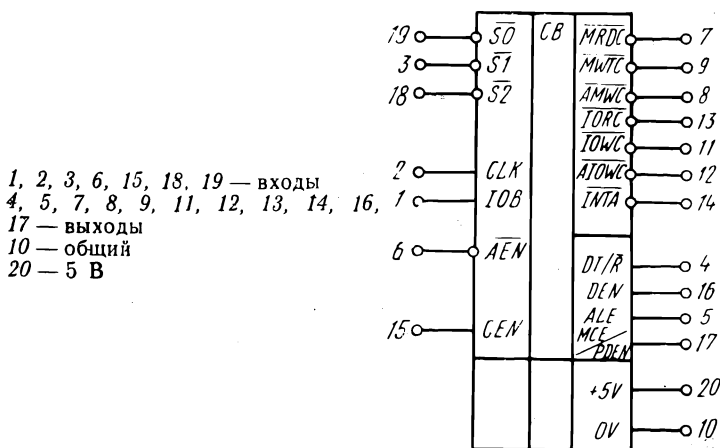 1, 2, 3, 6, 15, 18, 19 — входы
4, 5, 7, 8, 9, 11, 12, 13, 14, 16,
17 — выходы
10 — общий
20 — 5 В
19 S0 CB MRDC 7
3 S1 MWTC 9
18 S2 AMWC 8
IORC 13
IOWC 11
2 CLK AIOWC 12
1 IOB INTA 14
6 AEN DT/R 4
DEN 16
ALE 5
15 CEN MCE/PDEN 17
+5V 20
0V 10